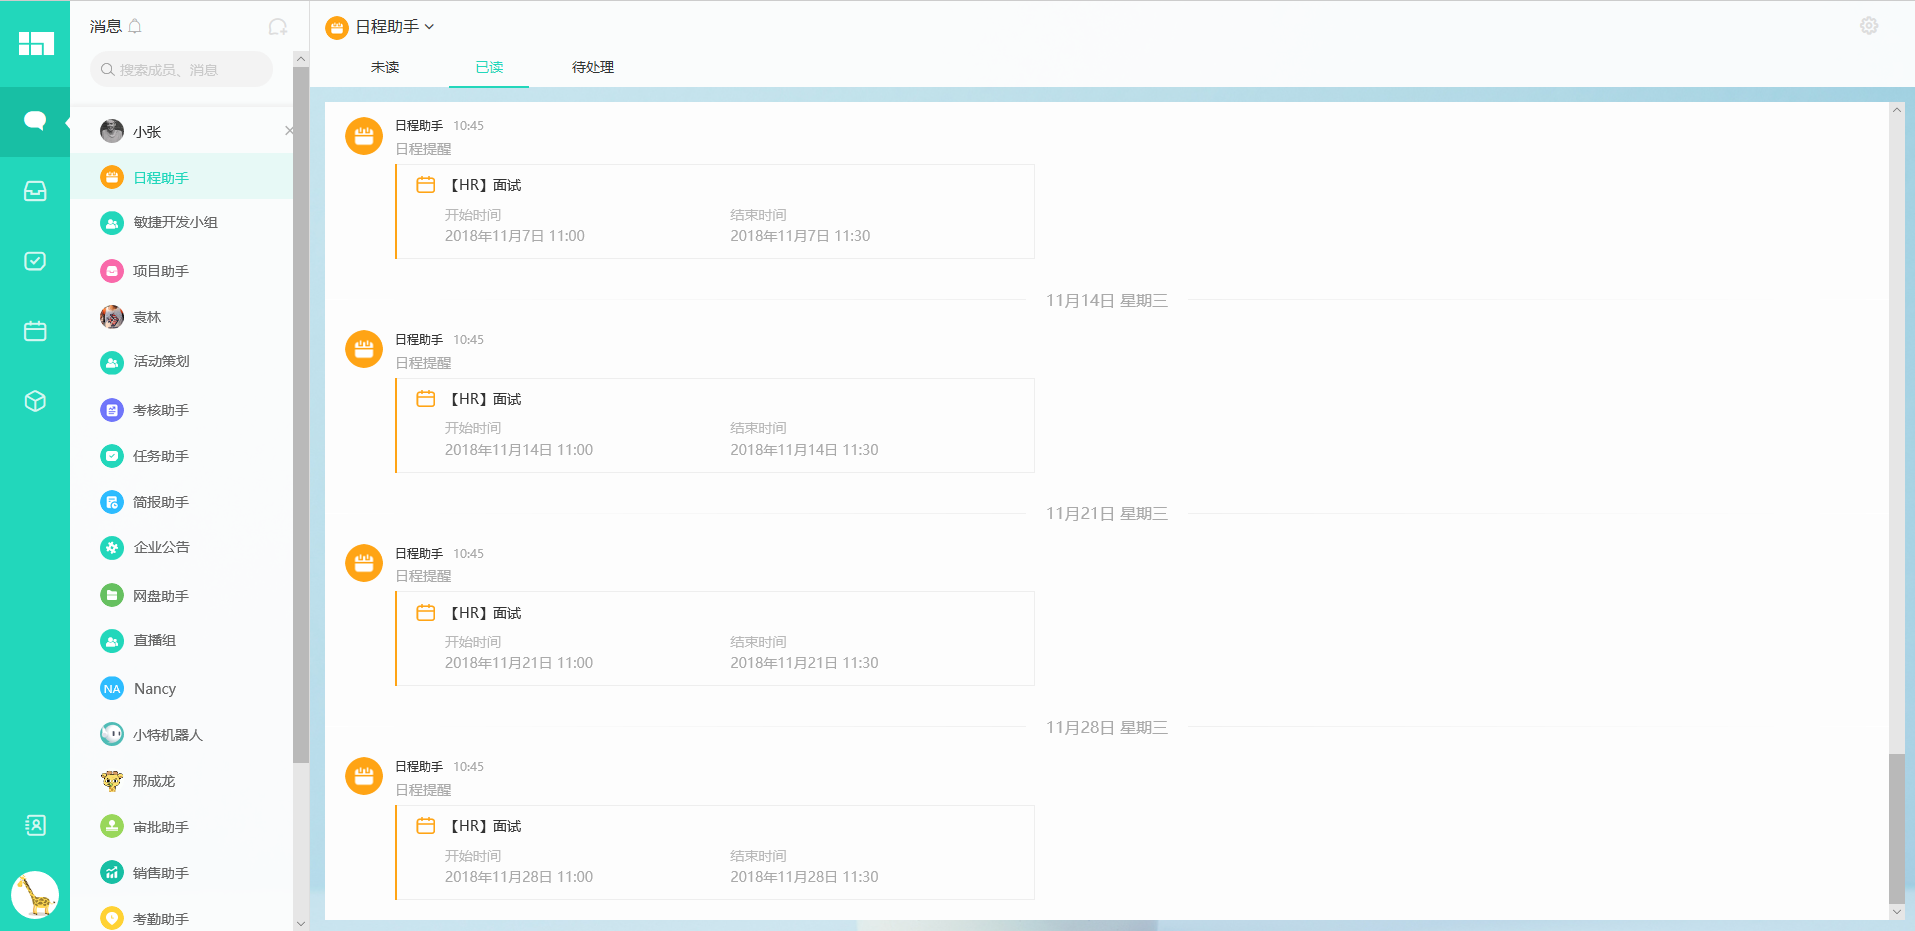 消息
搜索成员、消息
小张
日程助手
敏捷开发小组
项目助手
袁林
活动策划
考核助手
任务助手
简报助手
企业公告
网盘助手
直播组
NA Nancy
小特机器人
邢成龙
审批助手
销售助手
考勤助手
日程助手
未读 已读 待处理
日程助手 10:45
日程提醒
【HR】面试
开始时间 结束时间
2018年11月7日 11:00 2018年11月7日 11:30
11月14日 星期三
日程助手 10:45
日程提醒
【HR】面试
开始时间 结束时间
2018年11月14日 11:00 2018年11月14日 11:30
11月21日 星期三
日程助手 10:45
日程提醒
【HR】面试
开始时间 结束时间
2018年11月21日 11:00 2018年11月21日 11:30
11月28日 星期三
日程助手 10:45
日程提醒
【HR】面试
开始时间 结束时间
2018年11月28日 11:00 2018年11月28日 11:30